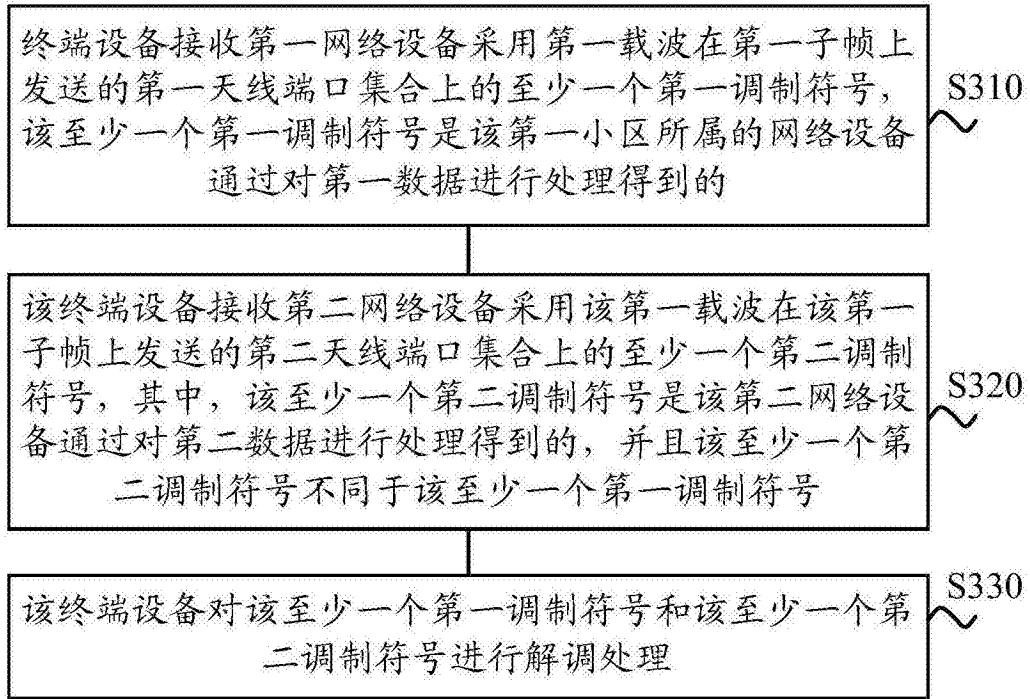 终端设备接收第一网络设备采用第一载波在第一子帧上
发送的第一天线端口集合上的至少一个第一调制符号，
该至少一个第一调制符号是该第一小区所属的网络设备
通过对第一数据进行处理得到的
S310
该终端设备接收第二网络设备采用该第一载波在该第一
子帧上发送的第二天线端口集合上的至少一个第二调制
符号，其中，该至少一个第二调制符号是该第二网络设
备通过对第二数据进行处理得到的，并且该至少一个第
二调制符号不同于该至少一个第一调制符号
S320
该终端设备对该至少一个第一调制符号和该至少一个第
二调制符号进行解调处理
S330